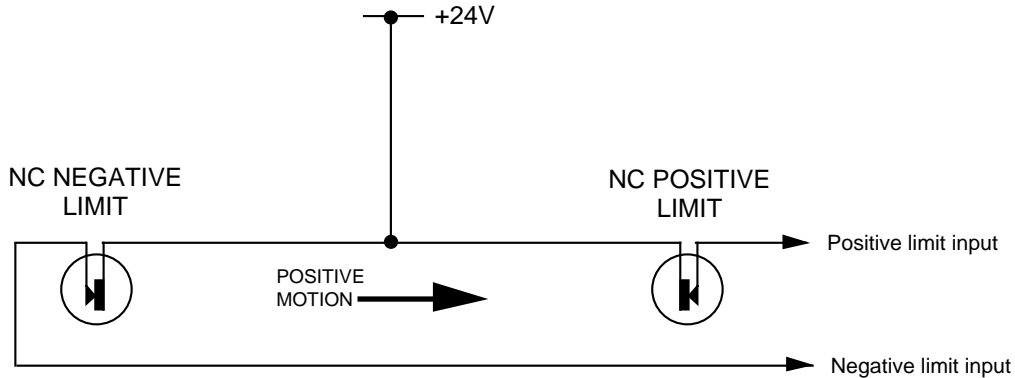 +24V
NC NEGATIVE
LIMIT
NC POSITIVE
LIMIT
Positive limit input
POSITIVE
MOTION
Negative limit input